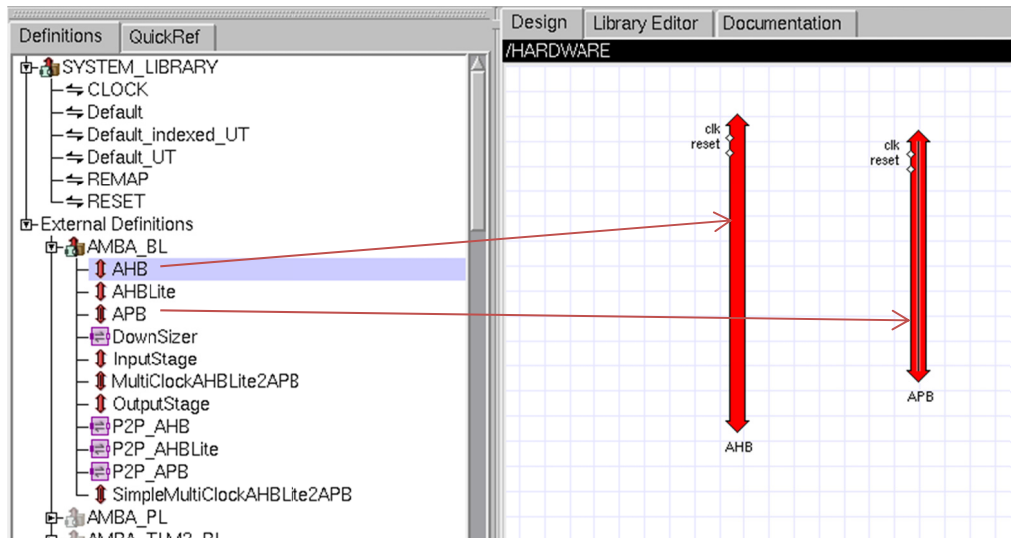 Definitions
QuickRef
SYSTEM_LIBRARY
CLOCK
Default
Default_indexed_UT
Default_UT
REMAP
RESET
External Definitions
AMBA_BL
AHB
AHBLite
APB
DownSizer
InputStage
MultiClockAHBLite2APB
OutputStage
P2P_AHB
P2P_AHBLite
P2P_APB
SimpleMultiClockAHBLite2APB
AMBA_PL
AMBA_TLM2_BL
Design
Library Editor
Documentation
/HARDWARE
clk
reset
AHB
clk
reset
APB